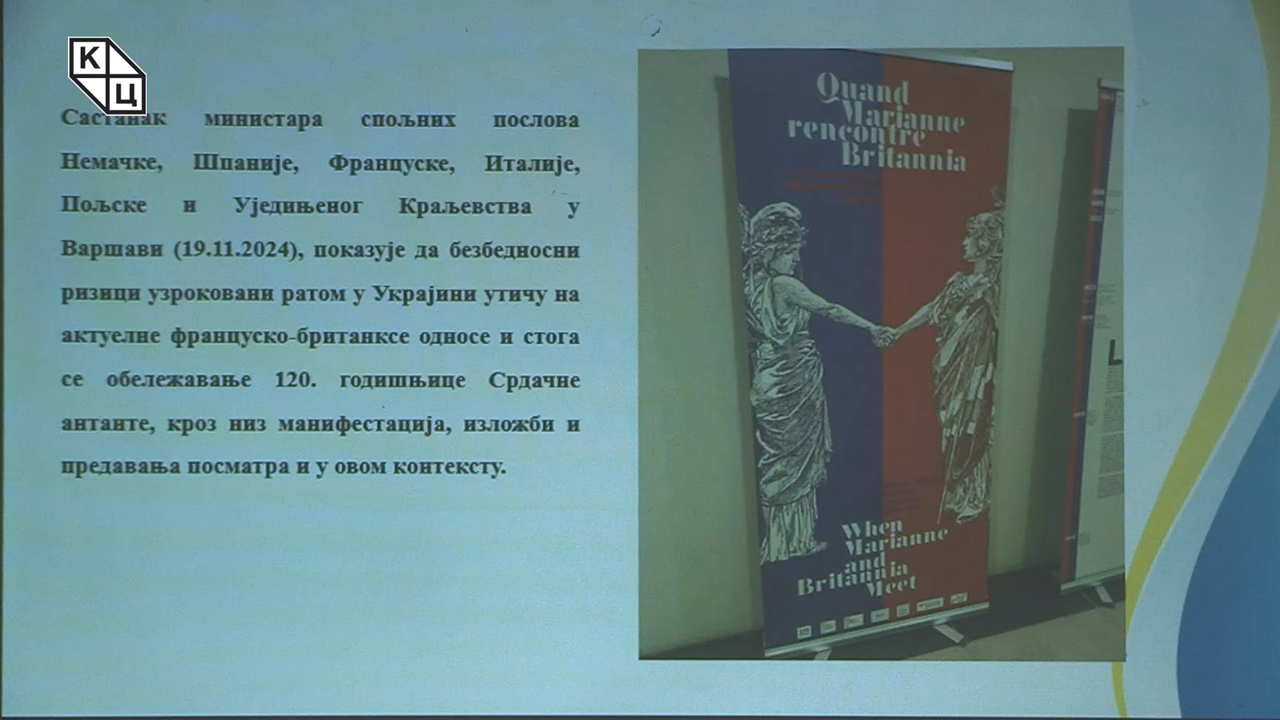 К
Ц
Састанак министара спољних послова
Немачке, Шпаније, Француске, Италије,
Пољске и Уједињеног Краљевства у
Варшави (19.11.2024), показује да безбедносни
ризици узроковани ратом у Украјини утичу на
актуелне француско-британксе односе и стога
се обележавање 120. годишњице Срдачне
антанте, кроз низ манифестација, изложби и
предавања посматра и у овом контексту.
Quand
Marianne
rencontre
Britannia
When
Marianne
and
Britannia
Meet
L